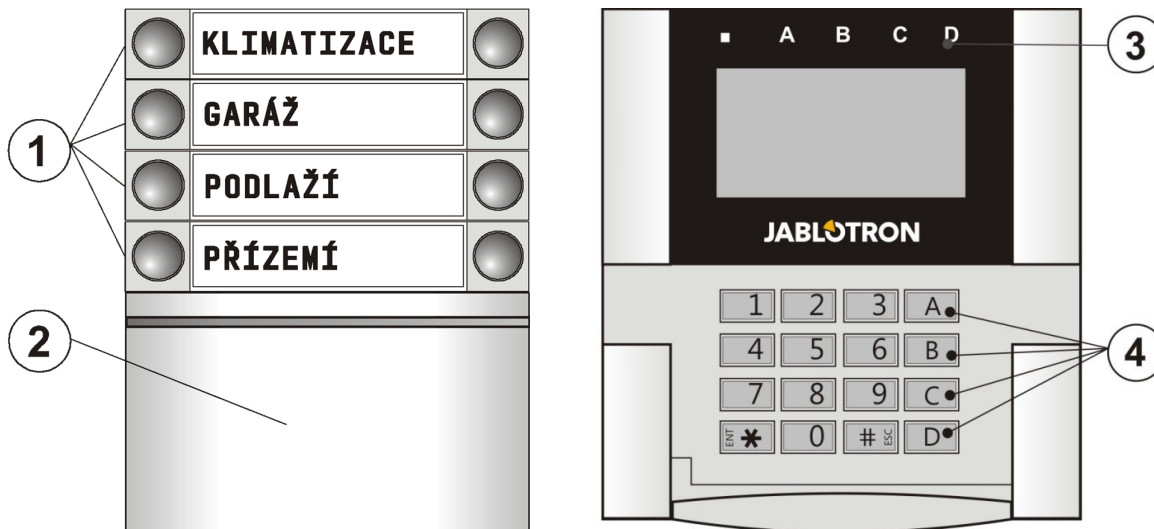 KLIMATIZACE
GARÁŽ
PODLAŽÍ
PŘÍZEMÍ
1
2
■ A B C D
JABLOTRON
1 2 3 A
4 5 6 B
7 8 9 C
ENT * 0 # ESC D
3
4